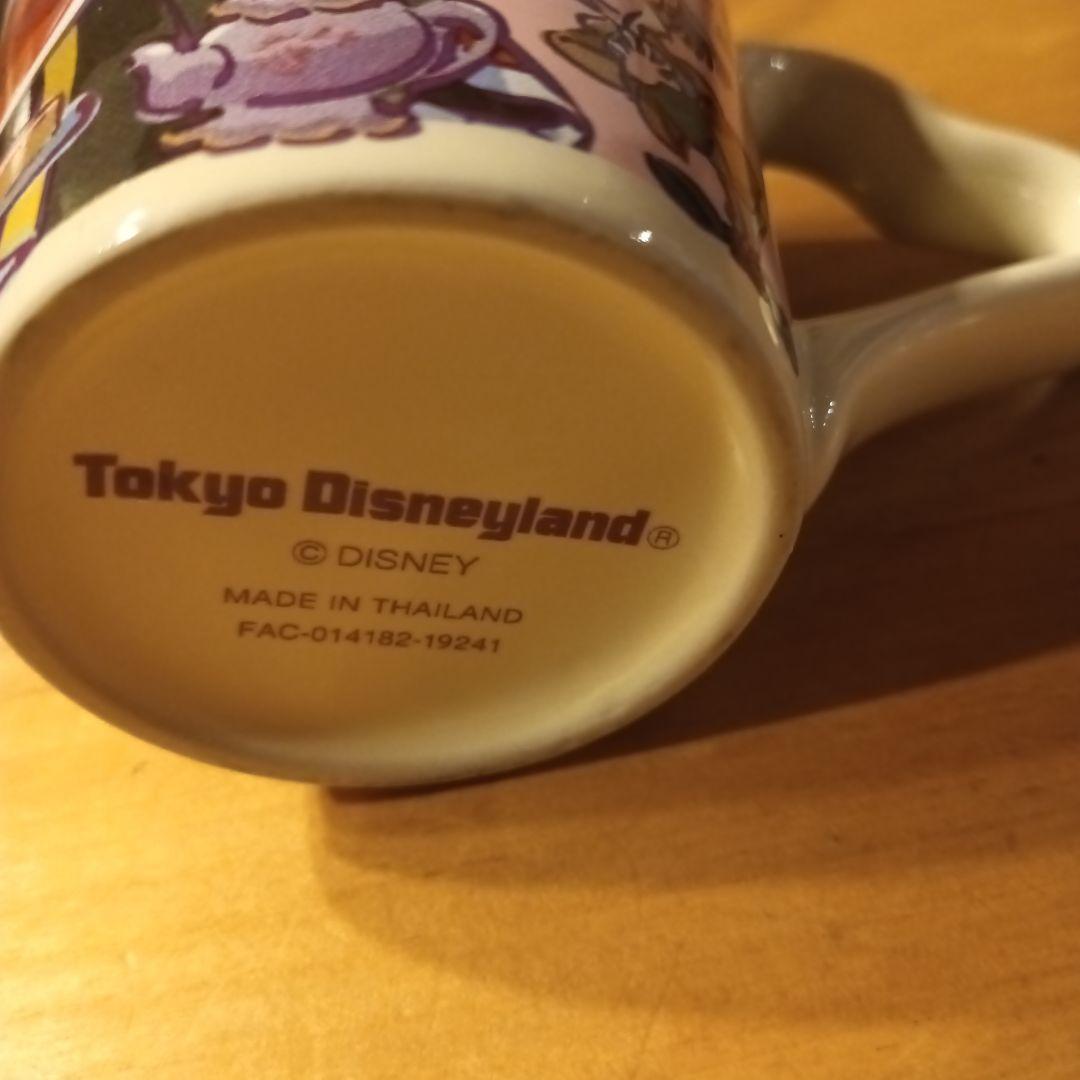 Tokyo Disneyland®
© DISNEY
MADE IN THAILAND
FAC-014182-19241